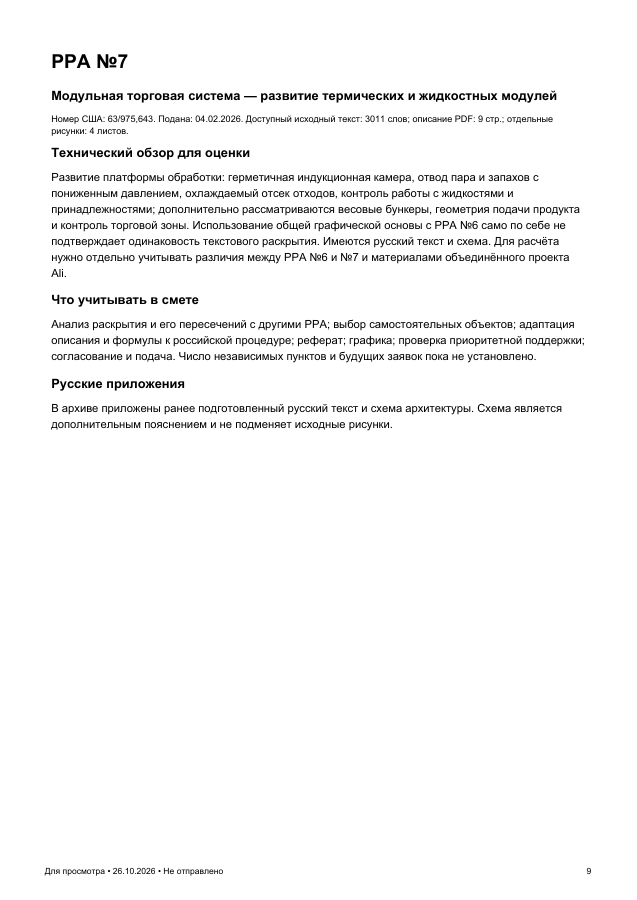 PPA №7
Модульная торговая система — развитие термических и жидкостных модулей
Номер США: 63/975,643. Подана: 04.02.2026. Доступный исходный текст: 3011 слов; описание PDF: 9 стр.; отдельные
рисунки: 4 листов.
Технический обзор для оценки
Развитие платформы обработки: герметичная индукционная камера, отвод пара и запахов с
пониженным давлением, охлаждаемый отсек отходов, контроль работы с жидкостями и
принадлежностями; дополнительно рассматриваются весовые бункеры, геометрия подачи продукта
и контроль торговой зоны. Использование общей графической основы с PPA №6 само по себе не
подтверждает одинаковость текстового раскрытия. Имеются русский текст и схема. Для расчёта
нужно отдельно учитывать различия между PPA №6 и №7 и материалами объединённого проекта
Ali.
Что учитывать в смете
Анализ раскрытия и его пересечений с другими PPA; выбор самостоятельных объектов; адаптация
описания и формулы к российской процедуре; реферат; графика; проверка приоритетной поддержки;
согласование и подача. Число независимых пунктов и будущих заявок пока не установлено.
Русские приложения
В архиве приложены ранее подготовленный русский текст и схема архитектуры. Схема является
дополнительным пояснением и не подменяет исходные рисунки.
Для просмотра • 26.10.2026 • Не отправлено
9